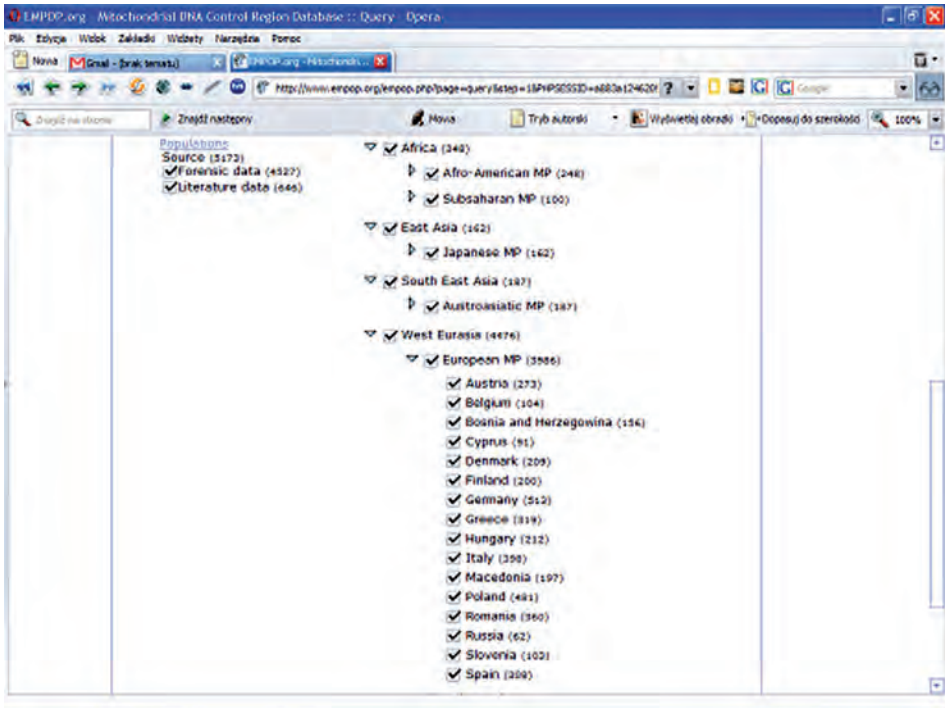 EMPOP.org - Mitochondrial DNA Control Region Database :: Query - Opera
Plik Edycja Widok Zakładki Widżety Narzędzia Pomoc
Nowa Gmail - (brak tematu) EMPOP.org - Mitochondri...
http://www.empop.org/empop.php?page=query&step=1&PHPSESSID= ? Google
Znajdź na stronie Znajdź następny Nowa Tryb autorski Wyświetlaj obrazki Dopasuj do szerokości 100%
Populations
Source (5173)
Forensic data (4527)
Literature data (646)
Africa (348)
Afro-American MP (248)
Subsaharan MP (100)
East Asia (162)
Japanese MP (162)
South East Asia (187)
Austroasiatic MP (187)
West Eurasia (4476)
European MP (3986)
Austria (273)
Belgium (104)
Bosnia and Herzegowina (156)
Cyprus (91)
Denmark (209)
Finland (200)
Germany (512)
Greece (319)
Hungary (212)
Italy (398)
Macedonia (197)
Poland (481)
Romania (360)
Russia (62)
Slovenia (102)
Spain (209)